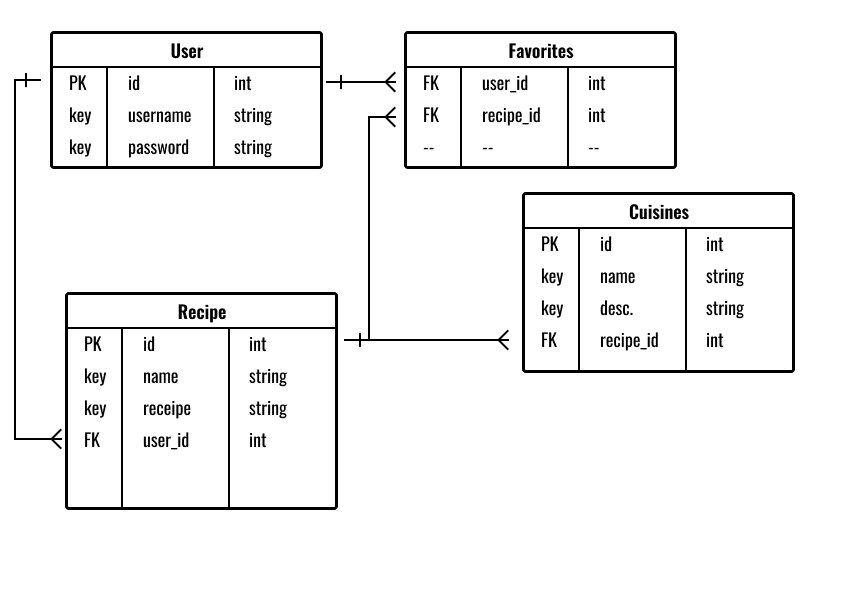 User
PK id int
key username string
key password string
Favorites
FK user_id int
FK recipe_id int
-- -- --
Cuisines
PK id int
key name string
key desc. string
FK recipe_id int
Recipe
PK id int
key name string
key receipe string
FK user_id int